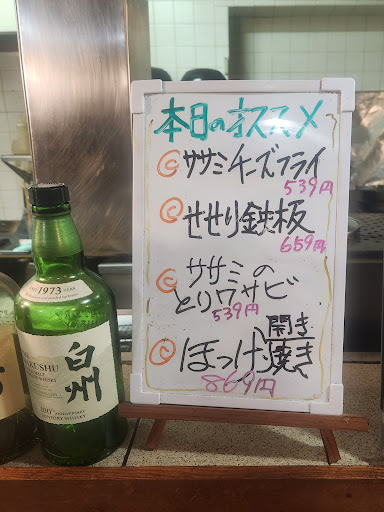 本日のオススメ
ササミチーズフライ
539円
せせり鉄板
659円
ササミの
とりワサビ
539円
開き
ほっけ焼き
869円
1973
白州
100TH ANNIVERSARY
SUNTORY WHISKY